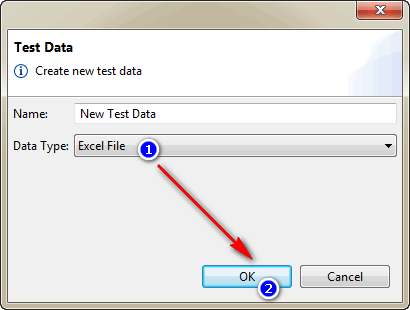 Test Data
Create new test data
Name: New Test Data
Data Type: Excel File 1
OK Cancel
2